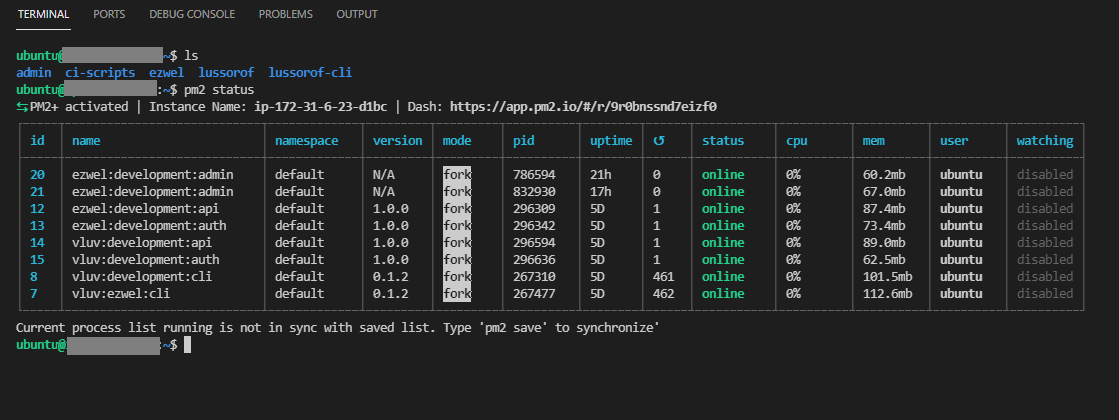 TERMINAL PORTS DEBUG CONSOLE PROBLEMS OUTPUT
ubuntu@ ~$ ls
admin ci-scripts ezwel lussorof lussorof-cli
ubuntu@ :~$ pm2 status
⇆PM2+ activated | Instance Name: ip-172-31-6-23-d1bc | Dash: https://app.pm2.io/#/r/9r0bnssnd7eizf0
id name namespace version mode pid uptime ↺ status cpu mem user watching
20 ezwel:development:admin default N/A fork 786594 21h 0 online 0% 60.2mb ubuntu disabled
21 ezwel:development:admin default N/A fork 832930 17h 0 online 0% 67.0mb ubuntu disabled
12 ezwel:development:api default 1.0.0 fork 296309 5D 1 online 0% 87.4mb ubuntu disabled
13 ezwel:development:auth default 1.0.0 fork 296342 5D 1 online 0% 73.4mb ubuntu disabled
14 vluv:development:api default 1.0.0 fork 296594 5D 1 online 0% 89.0mb ubuntu disabled
15 vluv:development:auth default 1.0.0 fork 296636 5D 1 online 0% 62.5mb ubuntu disabled
8 vluv:development:cli default 0.1.2 fork 267310 5D 461 online 0% 101.5mb ubuntu disabled
7 vluv:ezwel:cli default 0.1.2 fork 267477 5D 462 online 0% 112.6mb ubuntu disabled
Current process list running is not in sync with saved list. Type 'pm2 save' to synchronize'
ubuntu@ :~$